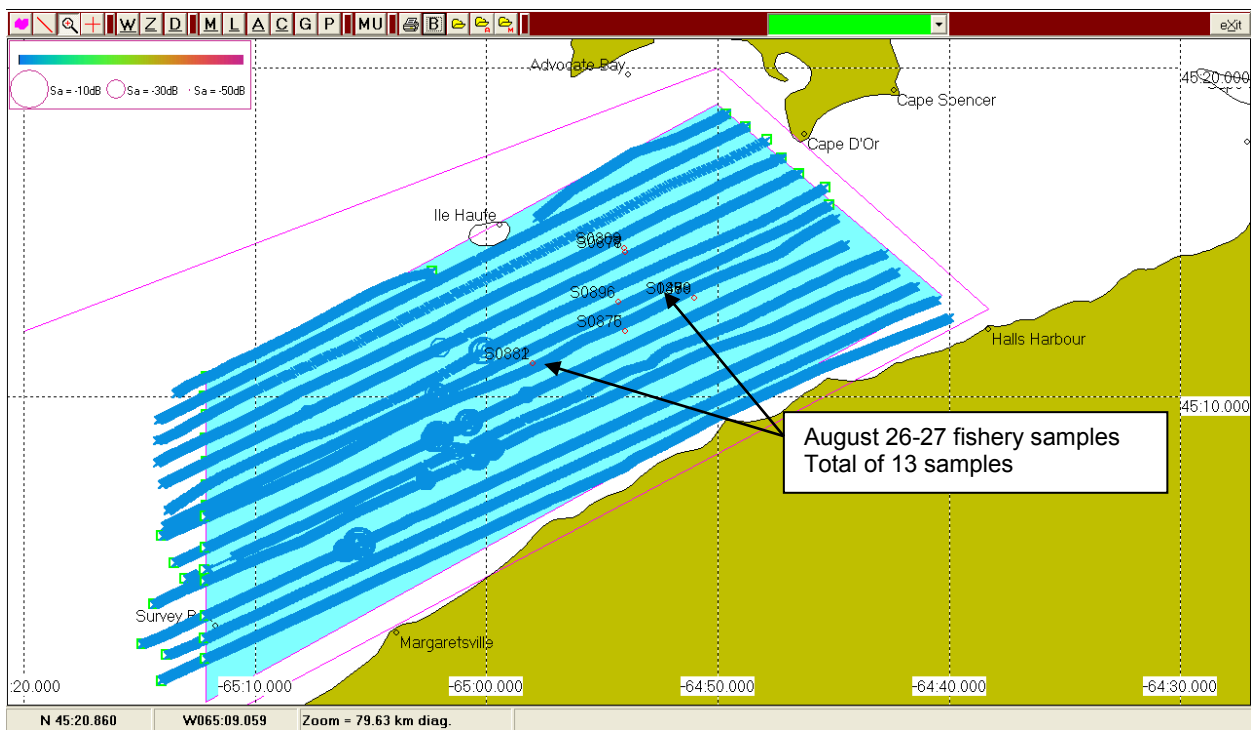 W Z D M L A C G P MU B eXit
Sa = -10dB Sa = -30dB Sa = -50dB
Advocate Bay
45:20.000
Cape Spencer
Cape D'Or
Ile Haute
S0896
S0875
Halls Harbour
45:10.000
August 26-27 fishery samples
Total of 13 samples
Survey
Margaretsville
:20.000 -65:10.000 -65:00.000 -64:50.000 -64:40.000 -64:30.000
N 45:20.860 W065:09.059 Zoom = 79.63 km diag.